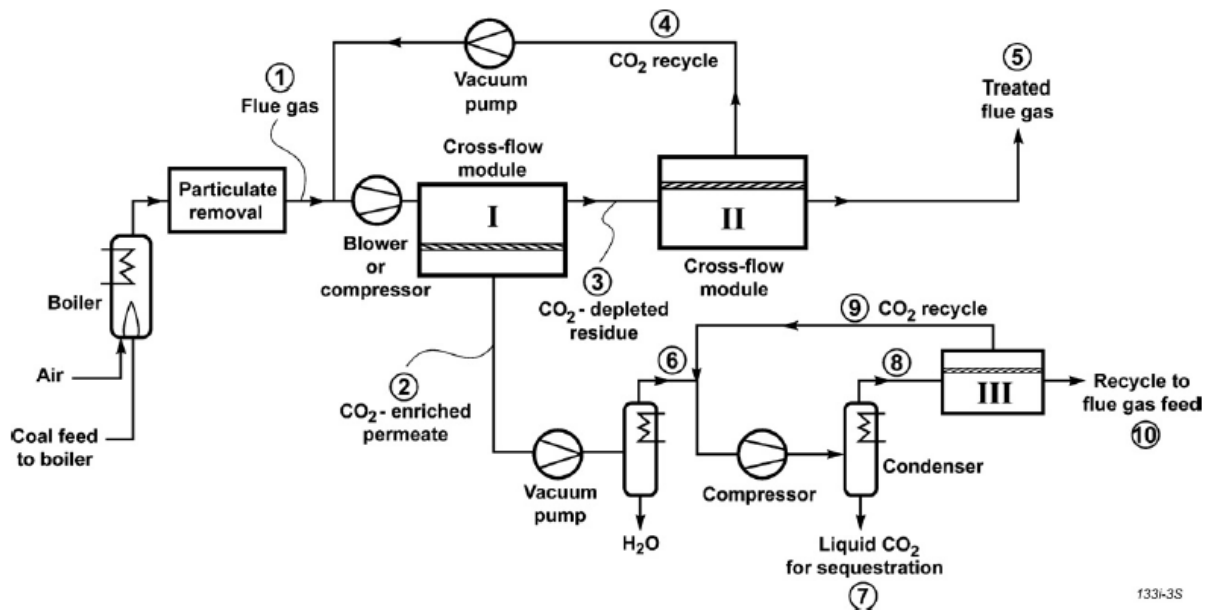 ④
CO₂ recycle
Vacuum
pump
①
Flue gas
⑤
Treated
flue gas
Cross-flow
module
Particulate
removal
I
II
Blower
or
compressor
Cross-flow
module
Boiler
③
CO₂ - depleted
residue
⑨ CO₂ recycle
Air
②
CO₂ - enriched
permeate
⑥
⑧
III
Recycle to
flue gas feed
⑩
Coal feed
to boiler
Vacuum
pump
Compressor
Condenser
H₂O
Liquid CO₂
for sequestration
⑦
133I-3S